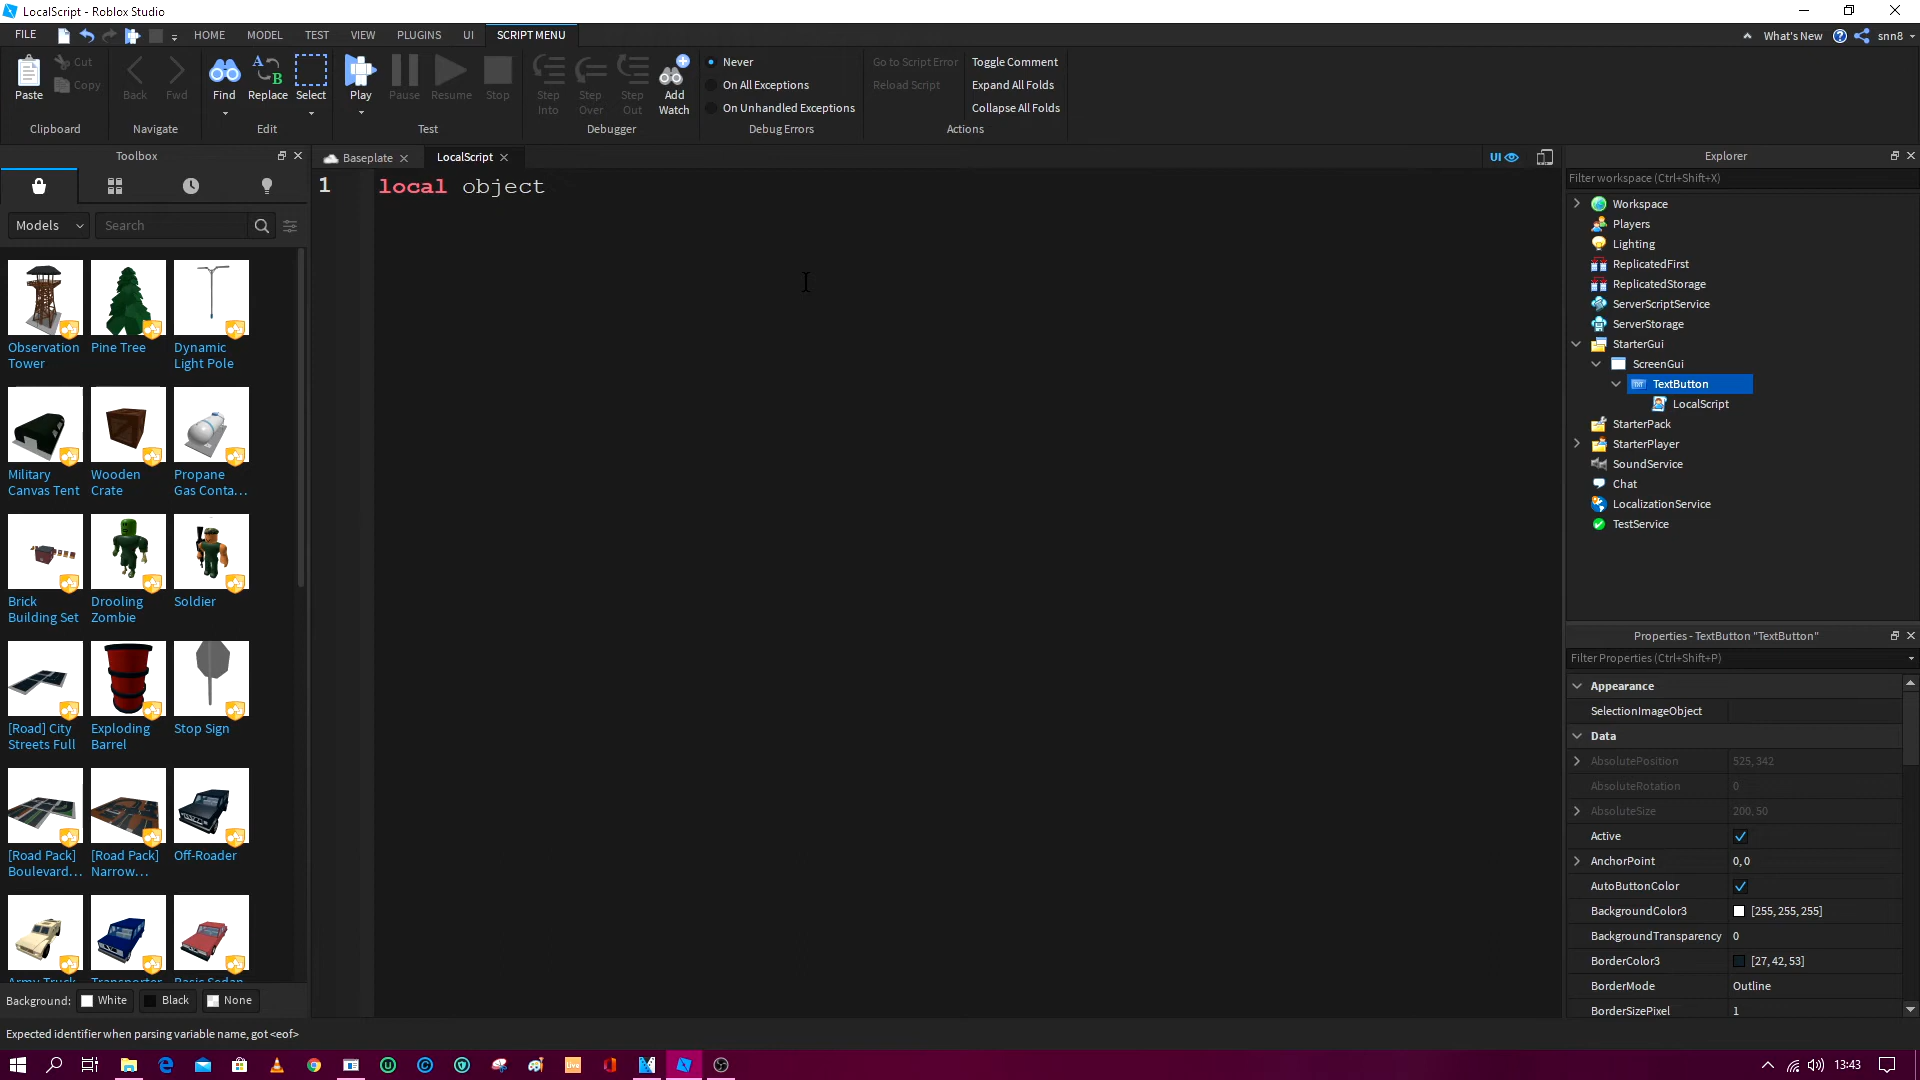 LocalScript - Roblox Studio
FILE
HOME
MODEL
TEST
VIEW
PLUGINS
UI
SCRIPT MENU
What's New
snn8
Paste
Cut
Copy
Clipboard
Back
Fwd
Navigate
Find
Replace
Select
Edit
Play
Pause
Resume
Stop
Test
Step Into
Step Over
Step Out
Add Watch
Debugger
Never
On All Exceptions
On Unhandled Exceptions
Debug Errors
Go to Script Error
Reload Script
Toggle Comment
Expand All Folds
Collapse All Folds
Actions
Toolbox
Models
Search
Observation
Tower
Pine Tree
Dynamic
Light Pole
Military
Canvas Tent
Wooden
Crate
Propane
Gas Conta...
Brick
Building Set
Drooling
Zombie
Soldier
[Road] City
Streets Full
Exploding
Barrel
Stop Sign
[Road Pack]
Boulevard...
[Road Pack]
Narrow...
Off-Roader
Army Truck
Transporter
Basic Sedan
Background:
White
Black
None
Baseplate
LocalScript
UI
1
local object
Explorer
Filter workspace (Ctrl+Shift+X)
Workspace
Players
Lighting
ReplicatedFirst
ReplicatedStorage
ServerScriptService
ServerStorage
StarterGui
ScreenGui
TextButton
LocalScript
StarterPack
StarterPlayer
SoundService
Chat
LocalizationService
TestService
Properties - TextButton "TextButton"
Filter Properties (Ctrl+Shift+P)
Appearance
SelectionImageObject
Data
AbsolutePosition 525, 342
AbsoluteRotation 0
AbsoluteSize 200, 50
Active
AnchorPoint 0, 0
AutoButtonColor
BackgroundColor3 [255, 255, 255]
BackgroundTransparency 0
BorderColor3 [27, 42, 53]
BorderMode Outline
BorderSizePixel 1
Expected identifier when parsing variable name, got <eof>
13:43